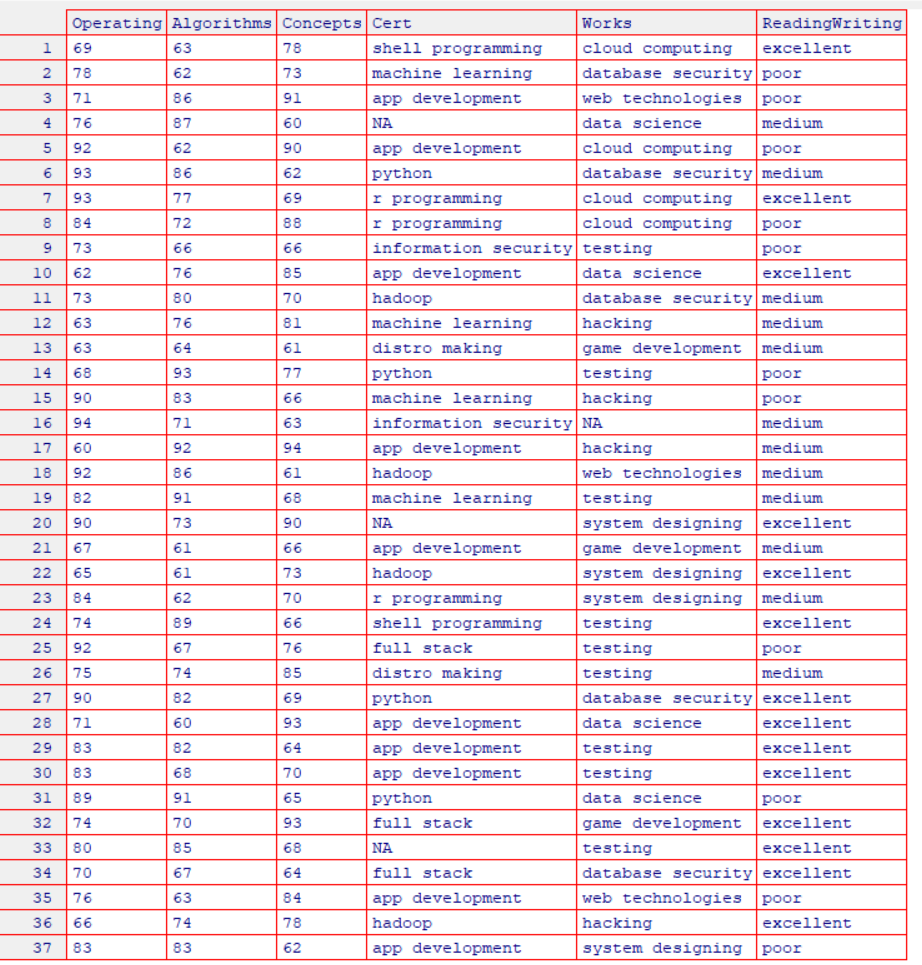 Operating Algorithms Concepts Cert Works ReadingWriting
1 69 63 78 shell programming cloud computing excellent
2 78 62 73 machine learning database security poor
3 71 86 91 app development web technologies poor
4 76 87 60 NA data science medium
5 92 62 90 app development cloud computing poor
6 93 86 62 python database security medium
7 93 77 69 r programming cloud computing excellent
8 84 72 88 r programming cloud computing poor
9 73 66 66 information security testing poor
10 62 76 85 app development data science excellent
11 73 80 70 hadoop database security medium
12 63 76 81 machine learning hacking medium
13 63 64 61 distro making game development medium
14 68 93 77 python testing poor
15 90 83 66 machine learning hacking poor
16 94 71 63 information security NA medium
17 60 92 94 app development hacking medium
18 92 86 61 hadoop web technologies medium
19 82 91 68 machine learning testing medium
20 90 73 90 NA system designing excellent
21 67 61 66 app development game development medium
22 65 61 73 hadoop system designing excellent
23 84 62 70 r programming system designing medium
24 74 89 66 shell programming testing excellent
25 92 67 76 full stack testing poor
26 75 74 85 distro making testing medium
27 90 82 69 python database security excellent
28 71 60 93 app development data science excellent
29 83 82 64 app development testing excellent
30 83 68 70 app development testing excellent
31 89 91 65 python data science poor
32 74 70 93 full stack game development excellent
33 80 85 68 NA testing excellent
34 70 67 64 full stack database security excellent
35 76 63 84 app development web technologies poor
36 66 74 78 hadoop hacking excellent
37 83 83 62 app development system designing poor